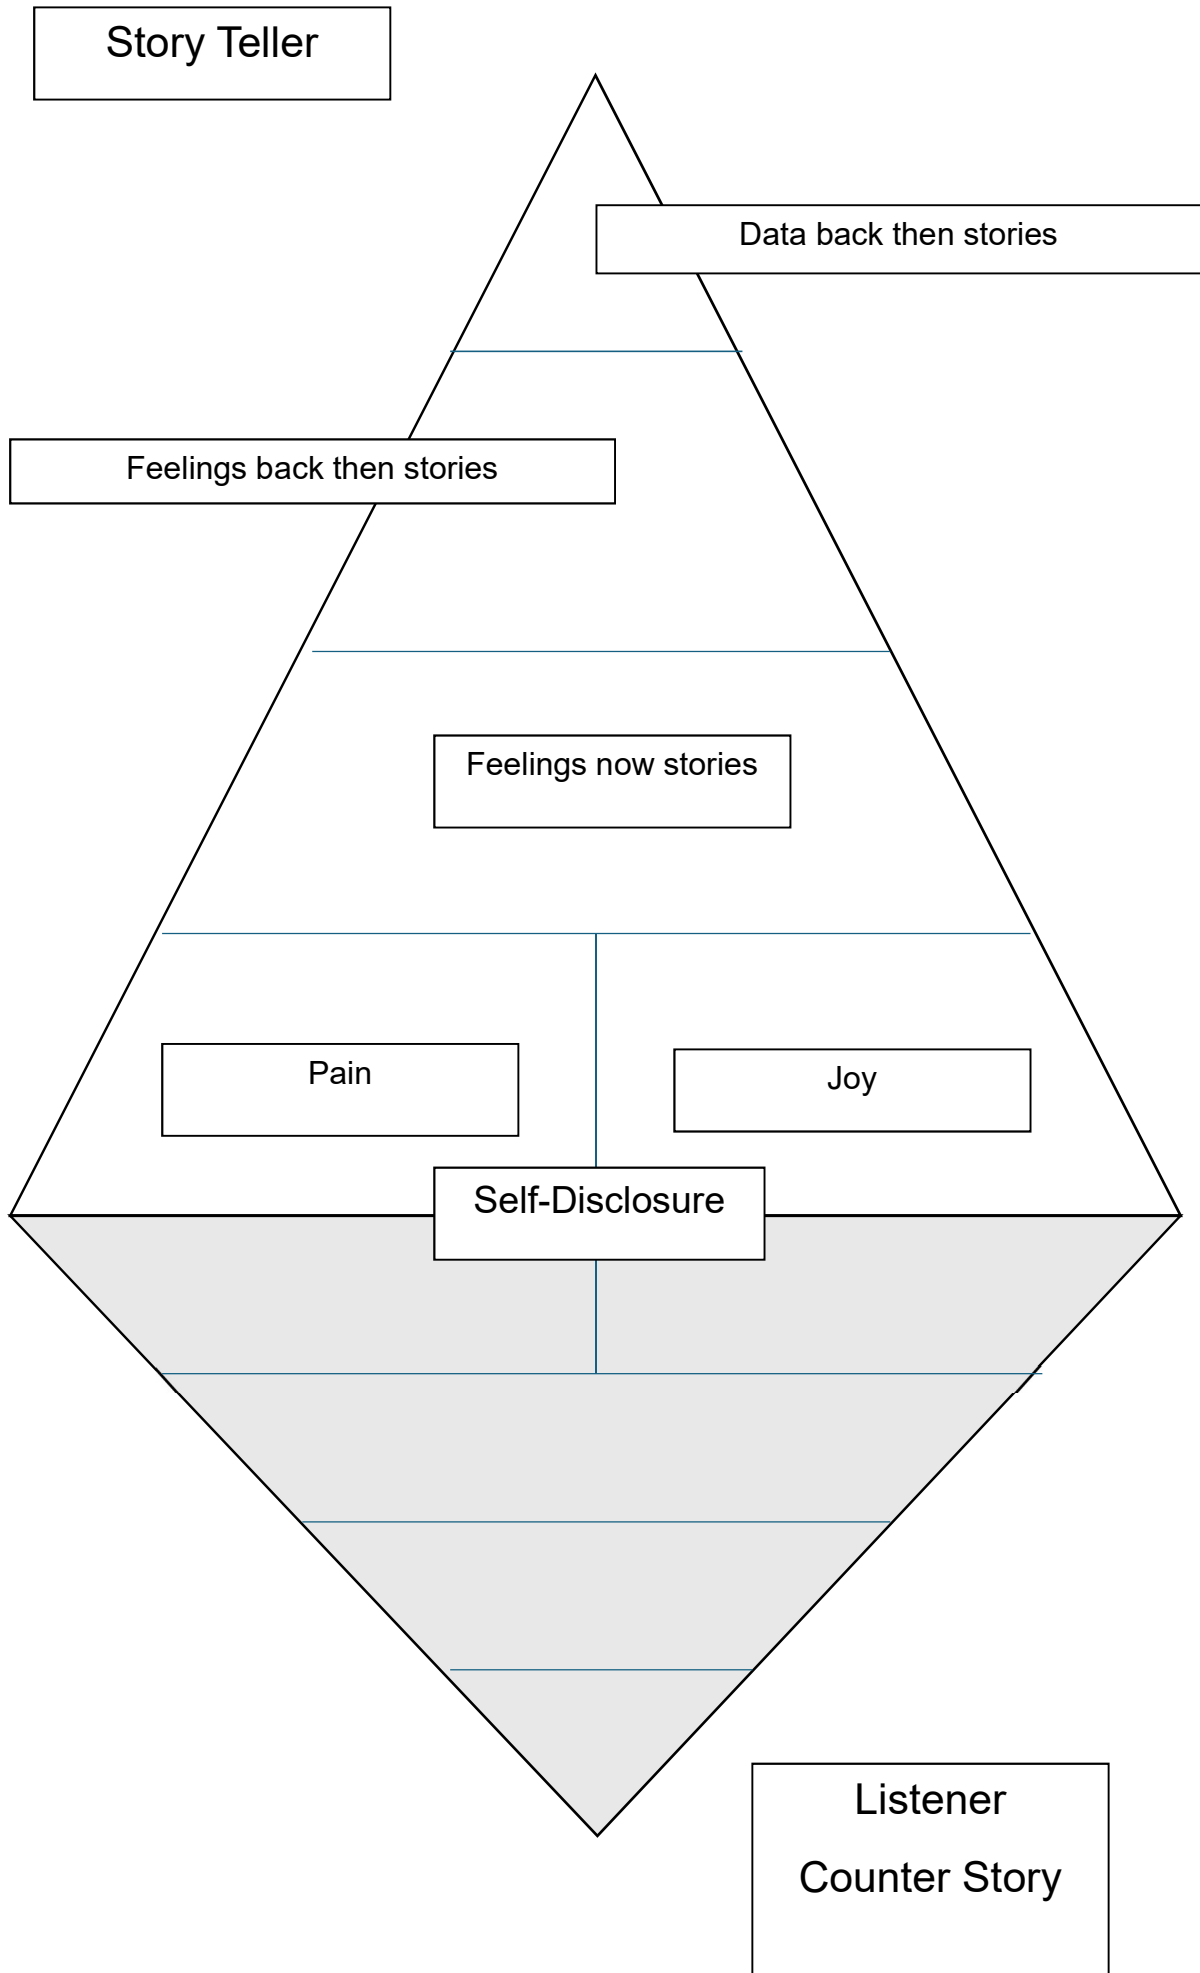 Story Teller
Data back then stories
Feelings back then stories
Feelings now stories
Pain
Joy
Self-Disclosure
Listener
Counter Story